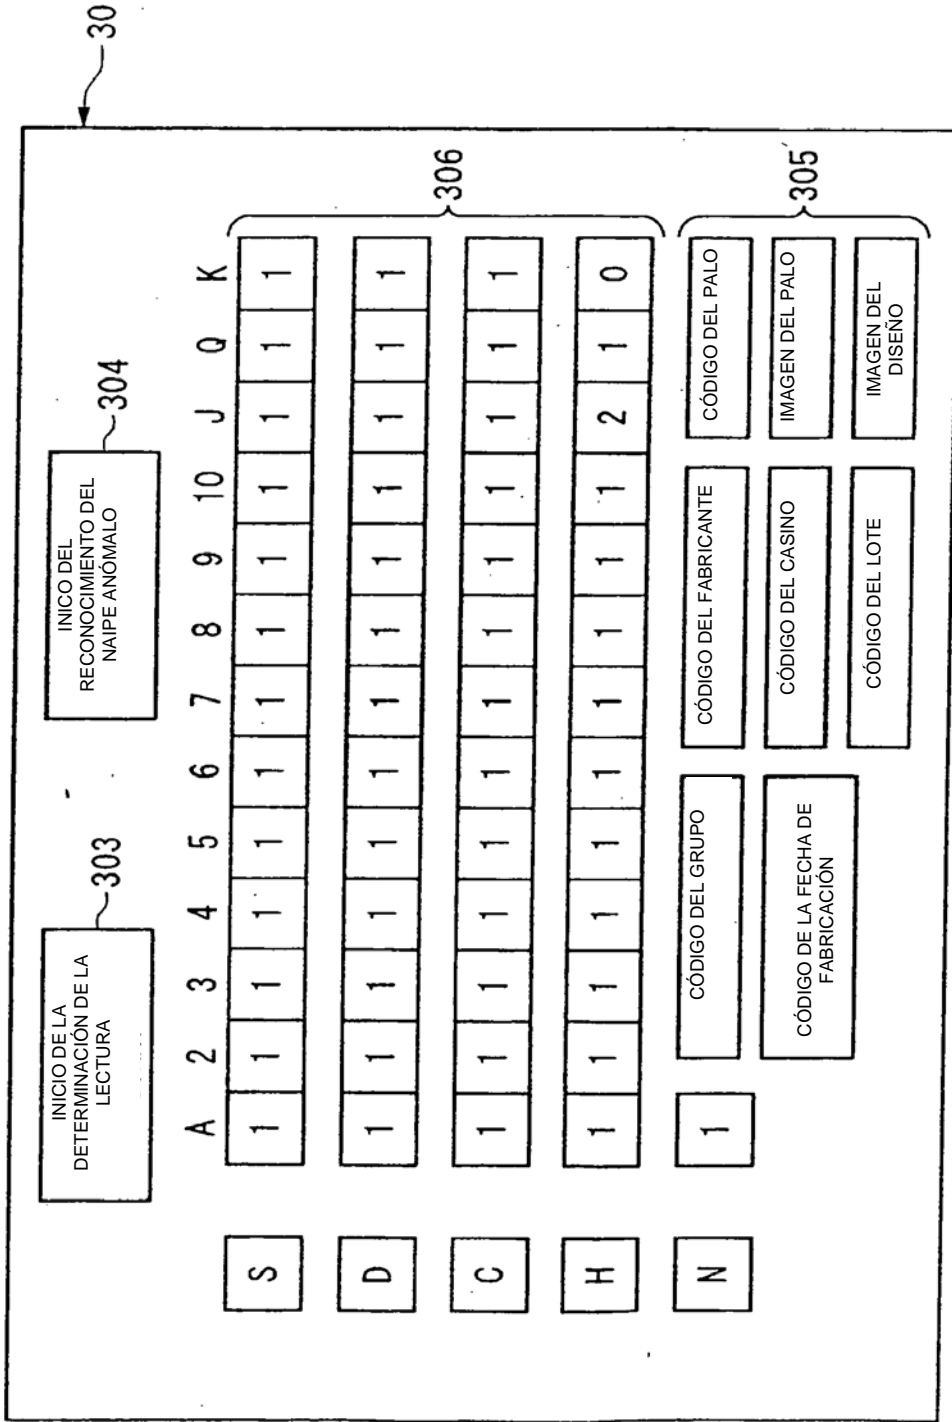 30
INICIO DE LA
DETERMINACIÓN DE LA
LECTURA
303
INICO DEL
RECONOCIMIENTO DEL
NAIPE ANÓMALO
304
A 2 3 4 5 6 7 8 9 10 J Q K
S 1 1 1 1 1 1 1 1 1 1 1 1 1
D 1 1 1 1 1 1 1 1 1 1 1 1 1
C 1 1 1 1 1 1 1 1 1 1 1 1 1
H 1 1 1 1 1 1 1 1 1 1 2 1 0
306
N 1
CÓDIGO DEL GRUPO
CÓDIGO DEL FABRICANTE
CÓDIGO DEL PALO
CÓDIGO DE LA FECHA DE
FABRICACIÓN
CÓDIGO DEL CASINO
IMAGEN DEL PALO
CÓDIGO DEL LOTE
IMAGEN DEL
DISEÑO
305